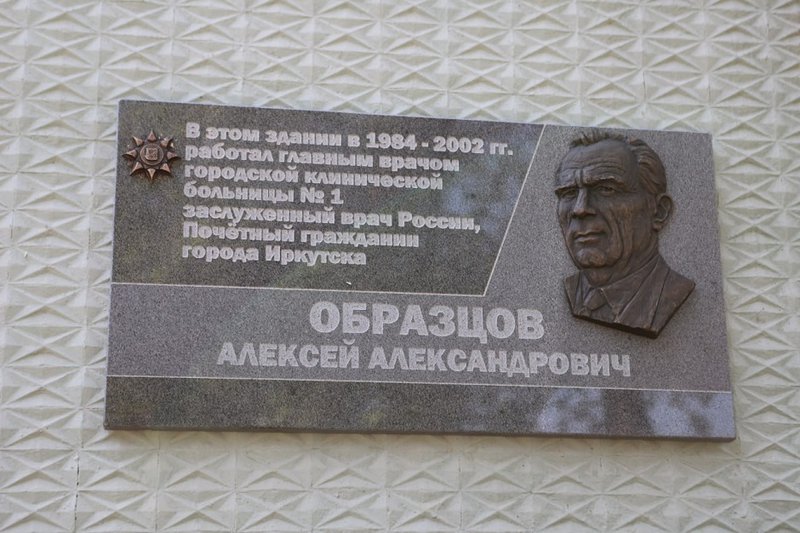 В этом здании в 1984 - 2002 гг.
работал главным врачом
городской клинической
больницы № 1
заслуженный врач России,
Почётный гражданин
города Иркутска
ОБРАЗЦОВ
АЛЕКСЕЙ АЛЕКСАНДРОВИЧ